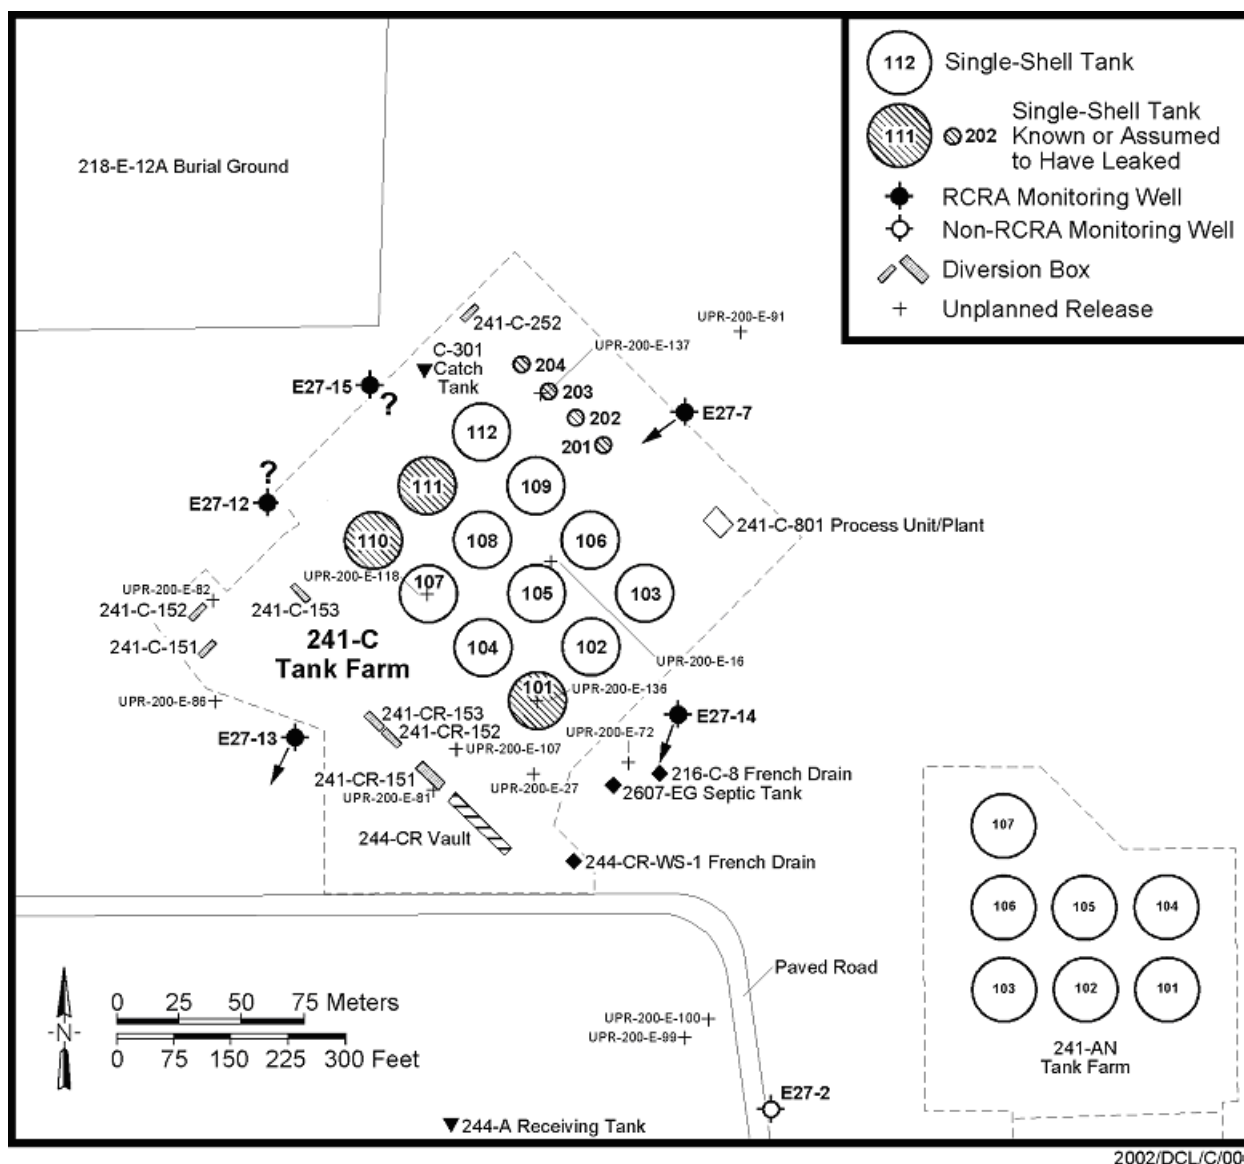 112 Single-Shell Tank
111 202 Single-Shell Tank
Known or Assumed
to Have Leaked
RCRA Monitoring Well
Non-RCRA Monitoring Well
Diversion Box
Unplanned Release
218-E-12A Burial Ground
241-C-252
UPR-200-E-91
UPR-200-E-137
C-301
Catch
Tank
204
203
202
201
E27-15
?
E27-7
112
?
E27-12
111
109
241-C-801 Process Unit/Plant
110
108
106
UPR-200-E-118
107
105
103
UPR-200-E-82
241-C-152
241-C-153
241-C-151
241-C
Tank Farm
104
102
UPR-200-E-16
101
UPR-200-E-136
UPR-200-E-86
E27-13
241-CR-153
241-CR-152
E27-14
UPR-200-E-72
UPR-200-E-107
241-CR-151
UPR-200-E-81
UPR-200-E-27
216-C-8 French Drain
2607-EG Septic Tank
244-CR Vault
244-CR-WS-1 French Drain
107
106 105 104
103 102 101
241-AN
Tank Farm
Paved Road
UPR-200-E-100
UPR-200-E-99
E27-2
244-A Receiving Tank
N
0 25 50 75 Meters
0 75 150 225 300 Feet
2002/DCL/C/00